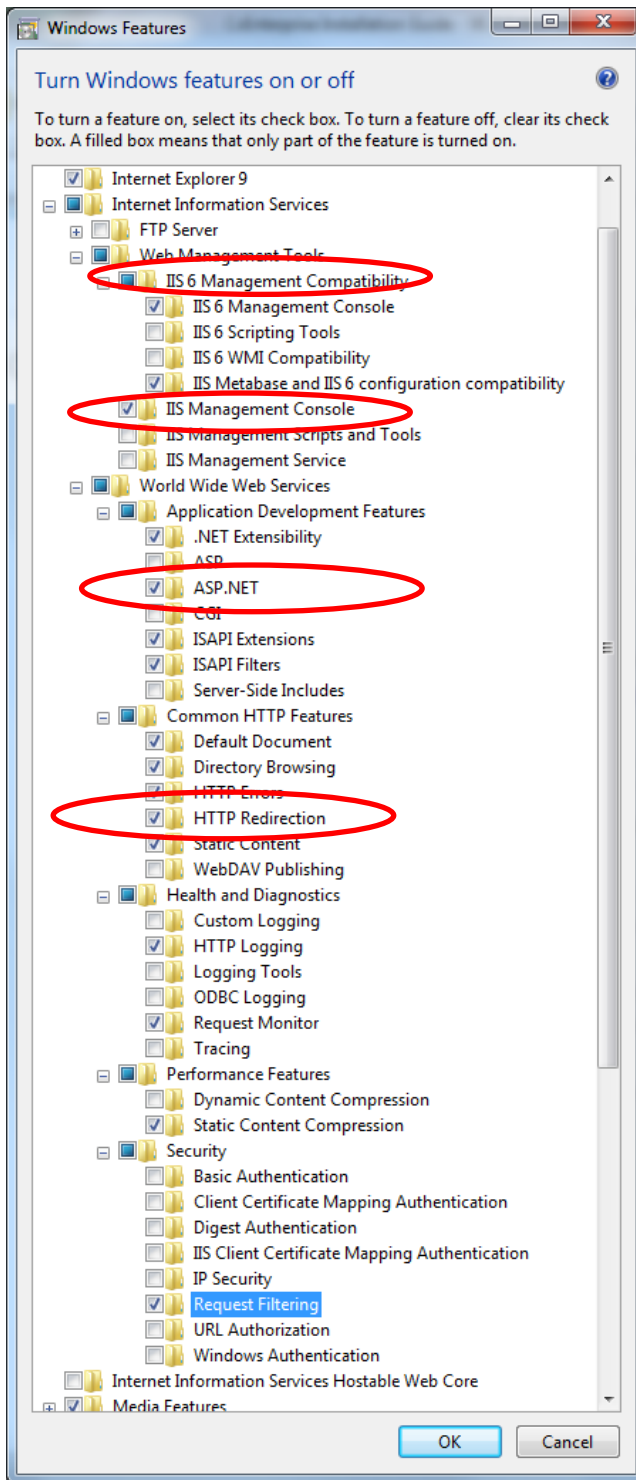 Windows Features
Turn Windows features on or off
To turn a feature on, select its check box. To turn a feature off, clear its check
box. A filled box means that only part of the feature is turned on.
Internet Explorer 9
Internet Information Services
FTP Server
Web Management Tools
IIS 6 Management Compatibility
IIS 6 Management Console
IIS 6 Scripting Tools
IIS 6 WMI Compatibility
IIS Metabase and IIS 6 configuration compatibility
IIS Management Console
IIS Management Scripts and Tools
IIS Management Service
World Wide Web Services
Application Development Features
.NET Extensibility
ASP
ASP.NET
CGI
ISAPI Extensions
ISAPI Filters
Server-Side Includes
Common HTTP Features
Default Document
Directory Browsing
HTTP Errors
HTTP Redirection
Static Content
WebDAV Publishing
Health and Diagnostics
Custom Logging
HTTP Logging
Logging Tools
ODBC Logging
Request Monitor
Tracing
Performance Features
Dynamic Content Compression
Static Content Compression
Security
Basic Authentication
Client Certificate Mapping Authentication
Digest Authentication
IIS Client Certificate Mapping Authentication
IP Security
Request Filtering
URL Authorization
Windows Authentication
Internet Information Services Hostable Web Core
Media Features
OK
Cancel